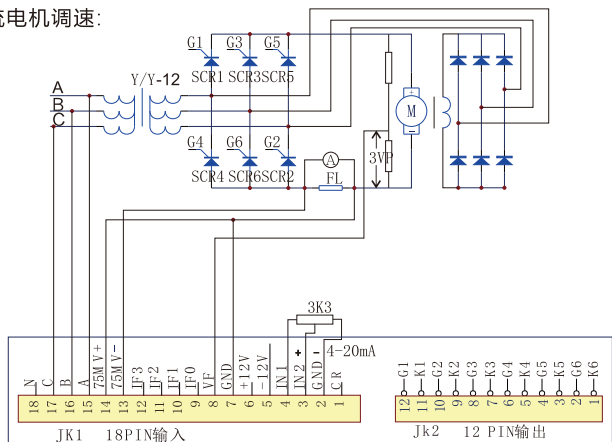 流电机调速:
G1 G3 G5
SCR1 SCR3 SCR5
Y/Y-12
A
B
C
M
G4 G6 G2
SCR4 SCR6 SCR2
A
FL
3VP
3K3
+ - 4-20mA
N C B A 75MV+ 75MV- IF3 IF2 IF1 IF0 VF GND +12V -12V IN1 IN2 GND CR
18 17 16 15 14 13 12 11 10 9 8 7 6 5 4 3 2 1
JK1 18PIN输入
G1 K1 G2 K2 G3 K3 G4 K4 G5 K5 G6 K6
12 11 10 9 8 7 6 5 4 3 2 1
Jk2 12 PIN输出